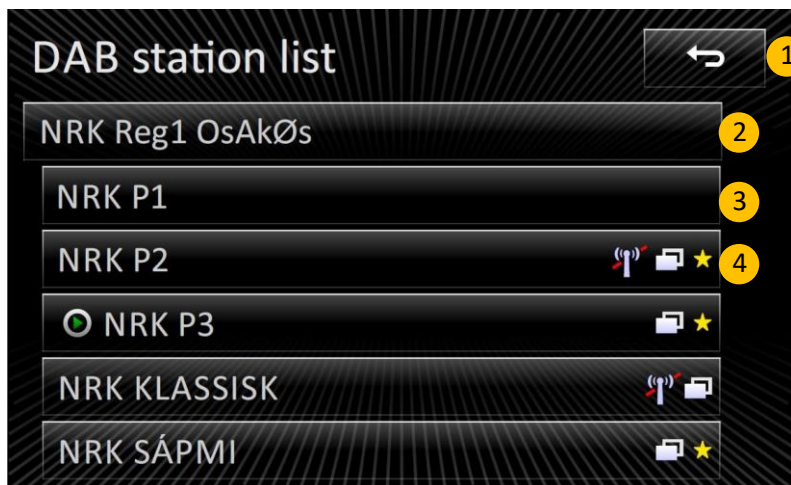 DAB station list
1
NRK Reg1 OsAkØs
2
NRK P1
3
NRK P2
4
NRK P3
NRK KLASSISK
NRK SÁPMI